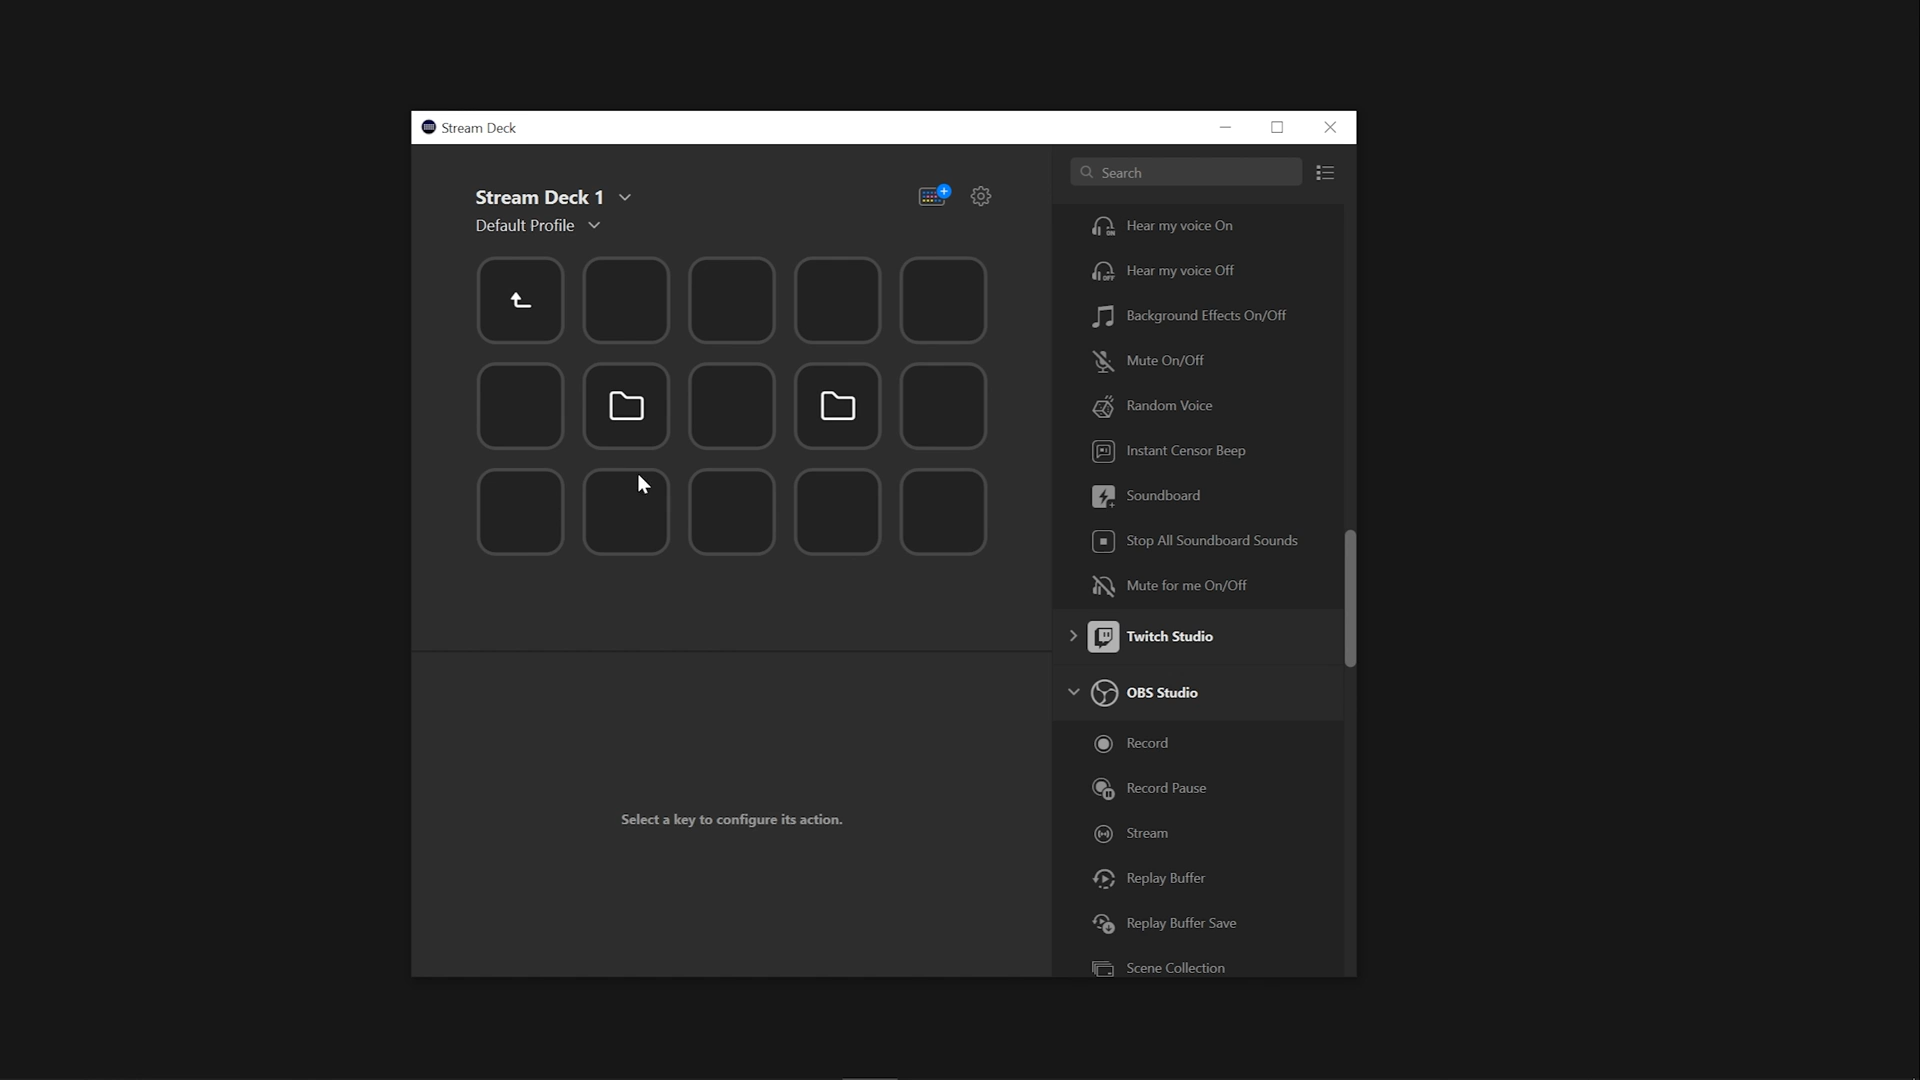 Stream Deck
Stream Deck 1
Default Profile
Select a key to configure its action.
Search
Hear my voice On
Hear my voice Off
Background Effects On/Off
Mute On/Off
Random Voice
Instant Censor Beep
Soundboard
Stop All Soundboard Sounds
Mute for me On/Off
Twitch Studio
OBS Studio
Record
Record Pause
Stream
Replay Buffer
Replay Buffer Save
Scene Collection